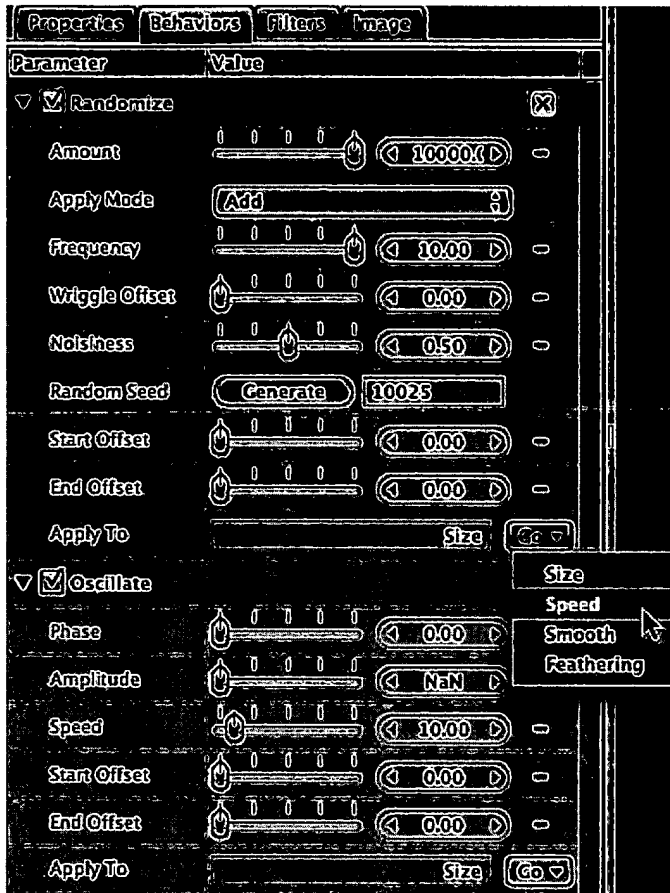 Properties Behaviors Filters Image
Parameter Value
Randomize
Amount 10000.(
Apply Mode Add
Frequency 10.00
Wriggle Offset 0.00
Noisiness 0.50
Random Seed Generate 10025
Start Offset 0.00
End Offset 0.00
Apply To Size Go
Size
Oscillate
Speed
Phase 0.00
Smooth
Feathering
Amplitude NaN
Speed 10.00
Start Offset 0.00
End Offset 0.00
Apply To Size Go